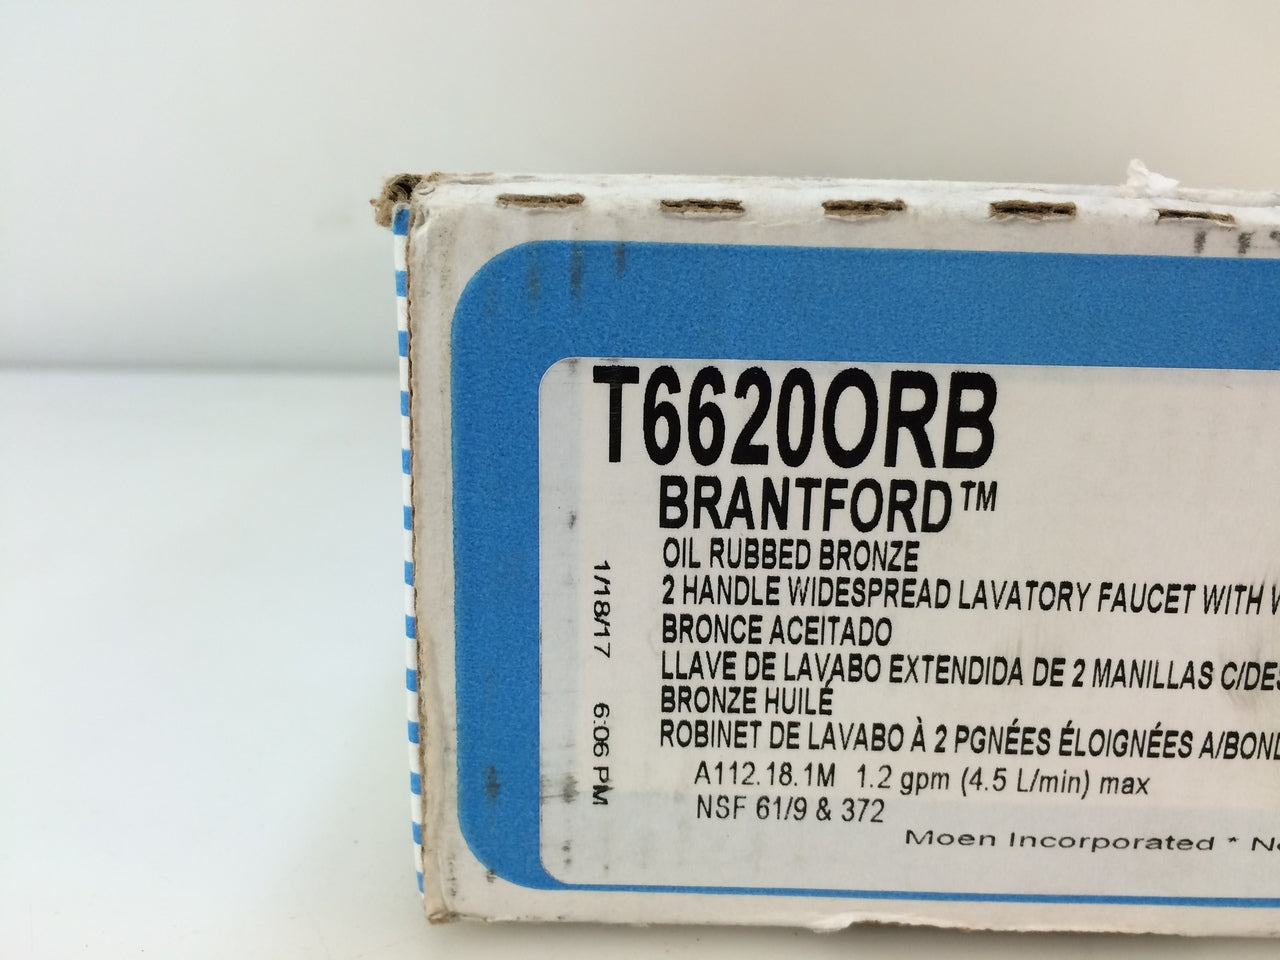 T6620ORB
BRANTFORD™
OIL RUBBED BRONZE
2 HANDLE WIDESPREAD LAVATORY FAUCET WITH
BRONCE ACEITADO
LLAVE DE LAVABO EXTENDIDA DE 2 MANILLAS C/DES
BRONZE HUILÉ
ROBINET DE LAVABO À 2 PGNÉES ÉLOIGNÉES A/BOND
A112.18.1M 1.2 gpm (4.5 L/min) max
NSF 61/9 & 372
Moen Incorporated *
1/18/17 6:06 PM